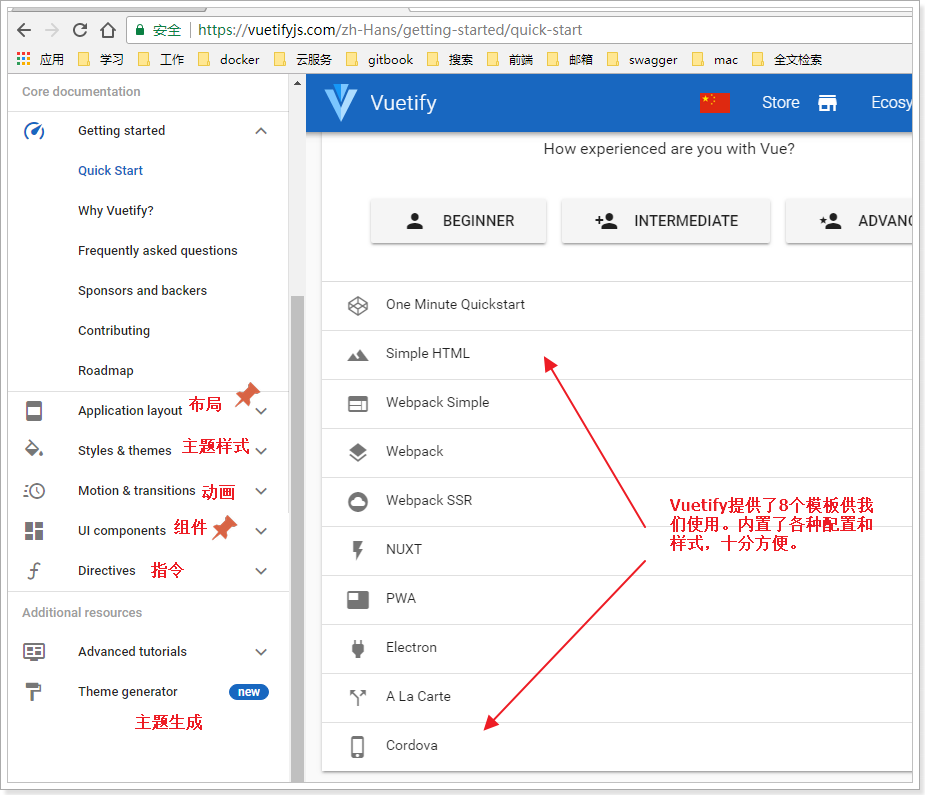 安全 https://vuetifyjs.com/zh-Hans/getting-started/quick-start
应用 学习 工作 docker 云服务 gitbook 搜索 前端 邮箱 swagger mac 全文检索
Core documentation
Getting started
Quick Start
Why Vuetify?
Frequently asked questions
Sponsors and backers
Contributing
Roadmap
Application layout 布局
Styles & themes 主题样式
Motion & transitions 动画
UI components 组件
Directives 指令
Additional resources
Advanced tutorials
Theme generator new
主题生成
Vuetify Store Ecosy
How experienced are you with Vue?
BEGINNER INTERMEDIATE ADVANC
One Minute Quickstart
Simple HTML
Webpack Simple
Webpack
Webpack SSR
NUXT
PWA
Electron
A La Carte
Cordova
Vuetify提供了8个模板供我
们使用。内置了各种配置和
样式，十分方便。